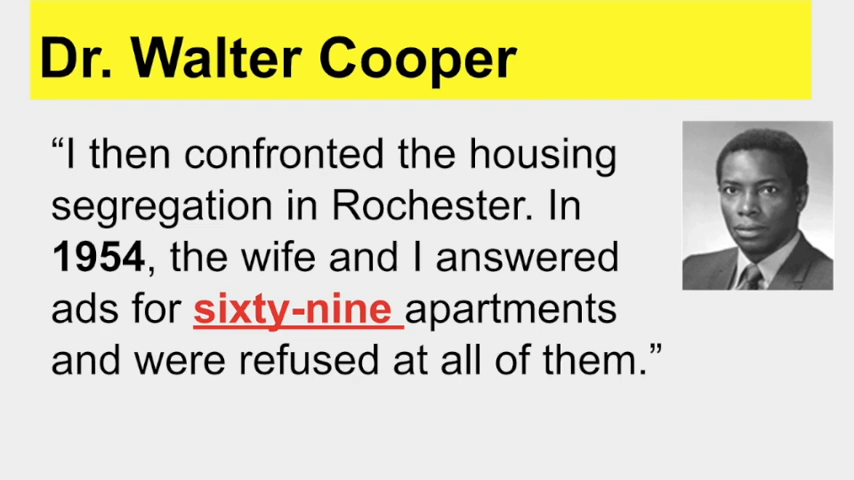 Dr. Walter Cooper
“I then confronted the housing
segregation in Rochester. In
1954, the wife and I answered
ads for sixty-nine apartments
and were refused at all of them.”